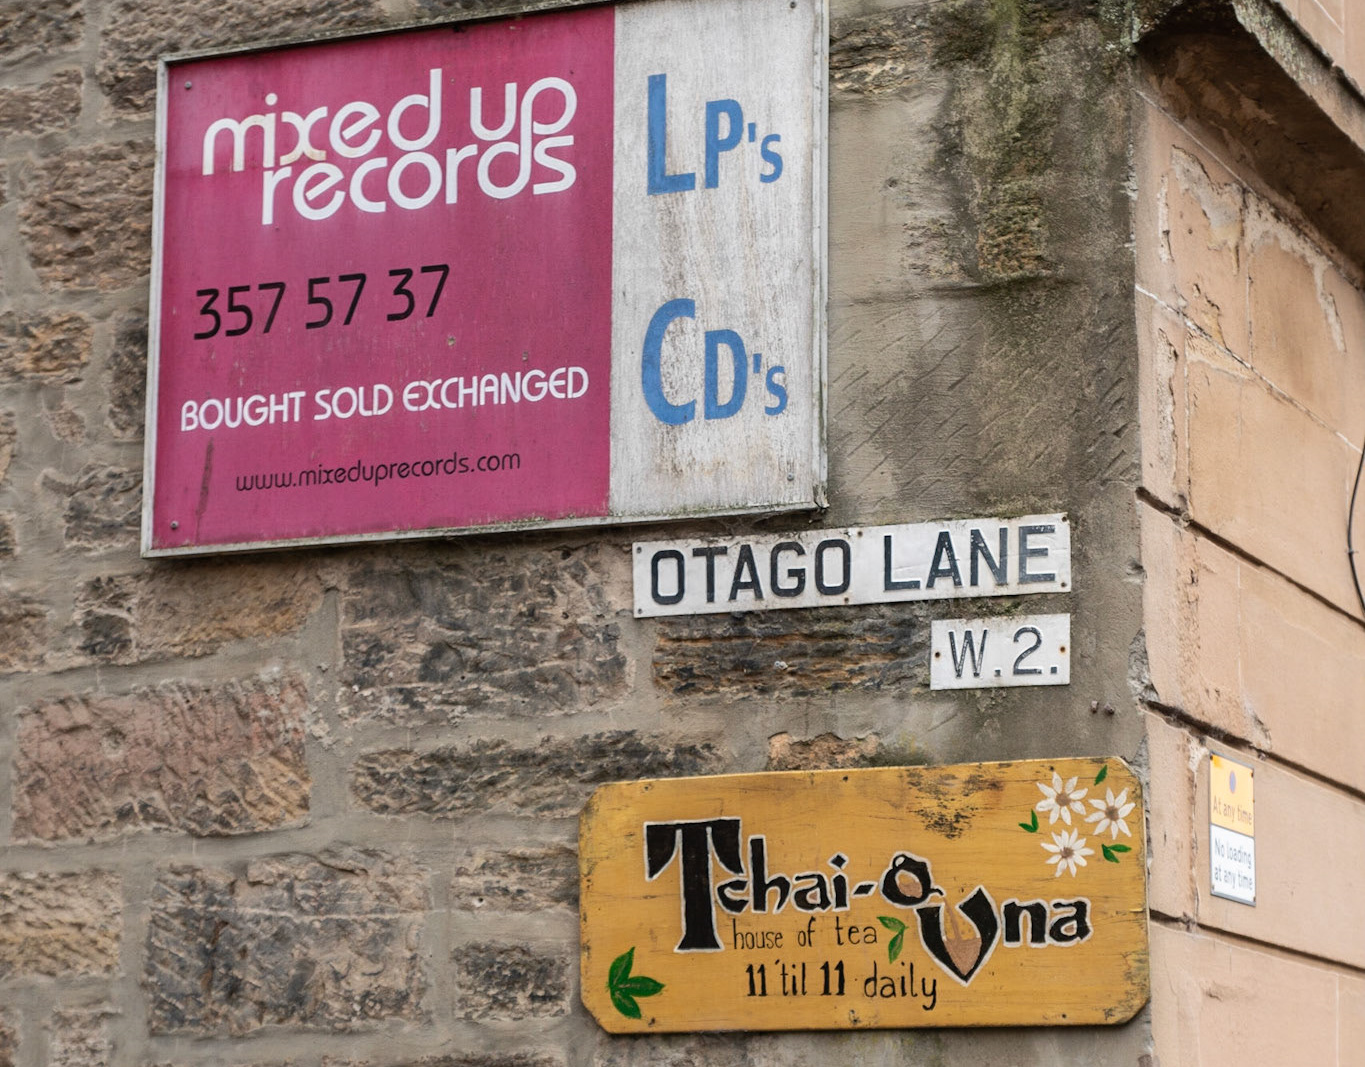 mixed up
records
357 57 37
BOUGHT SOLD EXCHANGED
www.mixeduprecords.com
LP's
CD's
OTAGO LANE
W.2.
Tchai-Ovna
house of tea
11 'til 11 daily
At any time
No loading
at any time